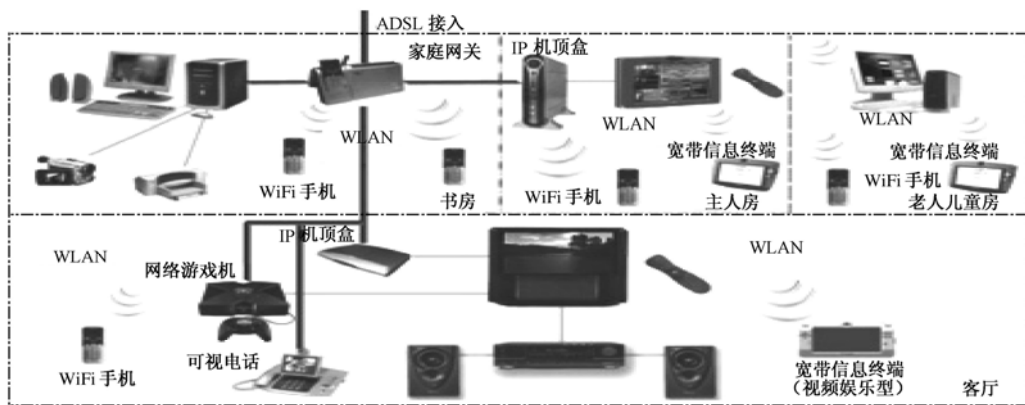 ADSL 接入
家庭网关
IP 机顶盒
WLAN
WLAN
WLAN
宽带信息终端
宽带信息终端
WiFi 手机
书房
WiFi 手机
主人房
WiFi 手机
老人儿童房
IP 机顶盒
WLAN
WLAN
网络游戏机
可视电话
WiFi 手机
宽带信息终端
（视频娱乐型）
客厅